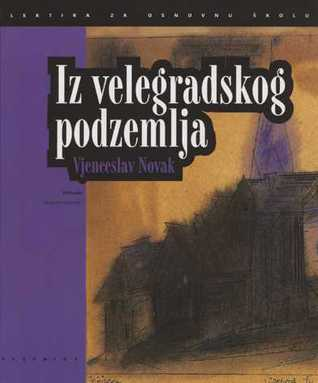 LEKTIRA ZA OSNOVNU ŠKOLU
Iz velegradskog
podzemlja
Vjenceslav Novak